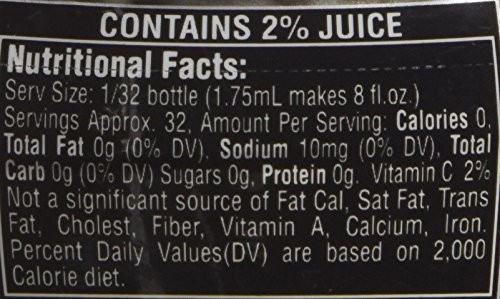 CONTAINS 2% JUICE
Nutritional Facts:
Serv Size: 1/32 bottle (1.75mL makes 8 fl.oz.)
Servings Approx. 32, Amount Per Serving: Calories 0,
Total Fat 0g (0% DV), Sodium 10mg (0% DV), Total
Carb 0g (0% DV) Sugars 0g, Protein 0g. Vitamin C 2%
Not a significant source of Fat Cal, Sat Fat, Trans
Fat, Cholest, Fiber, Vitamin A, Calcium, Iron.
Percent Daily Values(DV) are based on 2,000
Calorie diet.